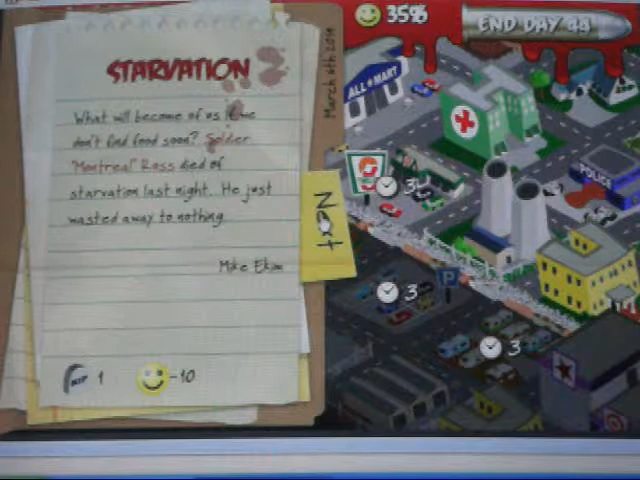 STARVATION
What will become of us if we
don't find food soon? Soldier
"Montreal" Ross died of
starvation last night. He just
wasted away to nothing.
Mike Ekim
RIP 1
-10
March 6th 2019
Next
35%
END DAY
ALL MART
3
3
3
P
POLICE